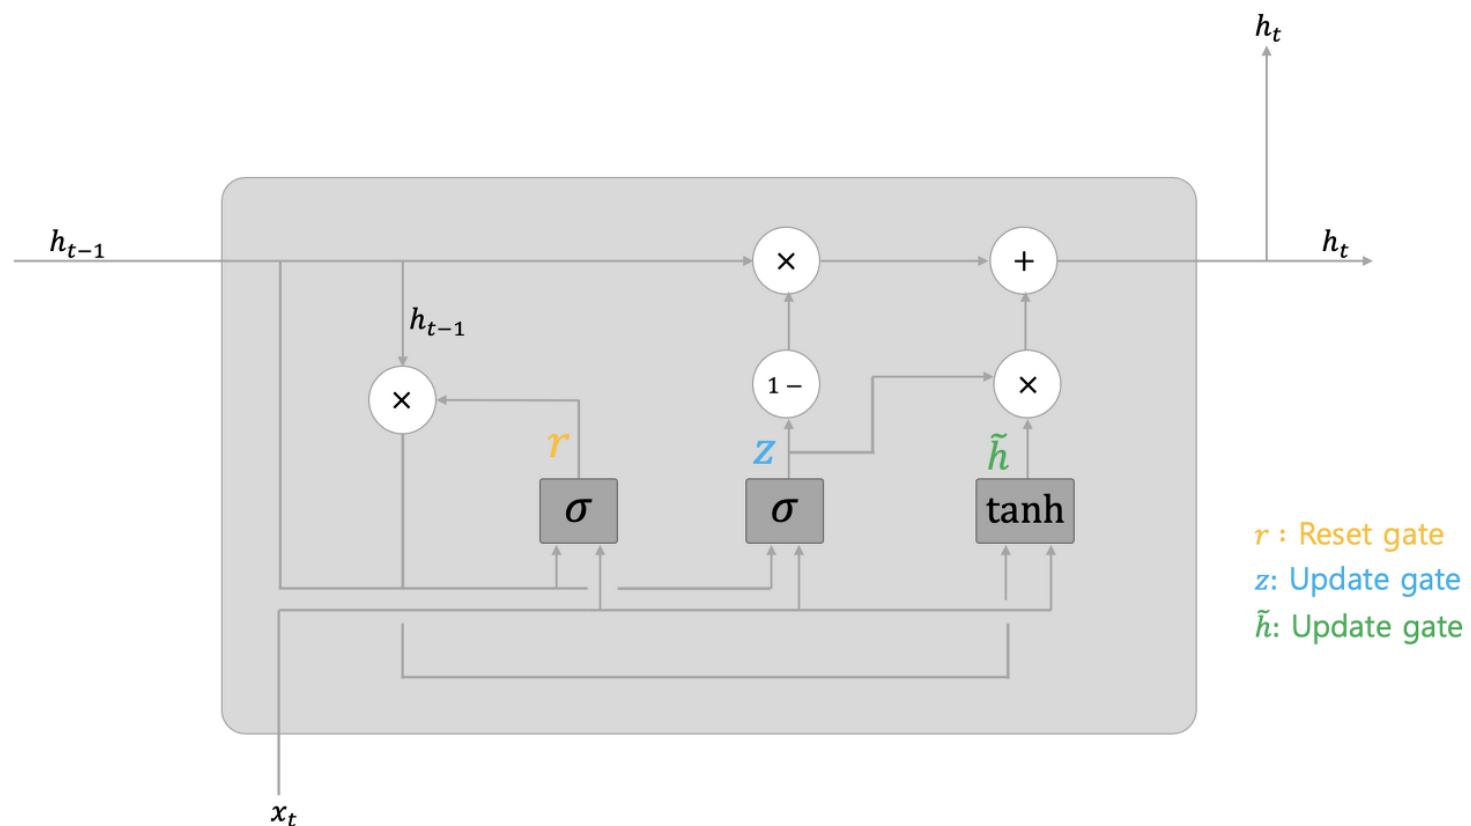 h_t
h_{t-1}
h_t
×
+
h_{t-1}
×
1 −
×
r
z
h̃
σ
σ
tanh
r : Reset gate
z: Update gate
h̃: Update gate
x_t